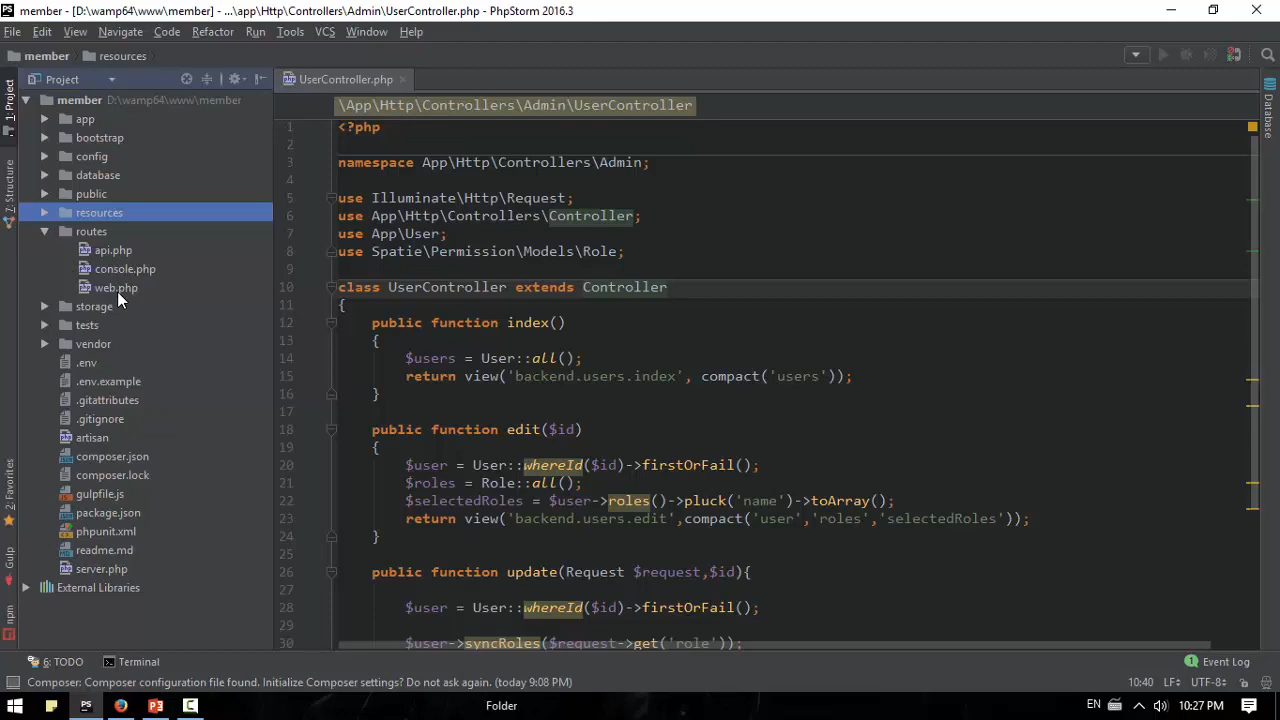 member - [D:\wamp64\www\member] - ...\app\Http\Controllers\Admin\UserController.php - PhpStorm 2016.3
File Edit View Navigate Code Refactor Run Tools VCS Window Help
member resources
Project
UserController.php
1: Project
7: Structure
2: Favorites
Gulp
npm
Database
member D:\wamp64\www\member
app
bootstrap
config
database
public
resources
routes
api.php
console.php
web.php
storage
tests
vendor
.env
.env.example
.gitattributes
.gitignore
artisan
composer.json
composer.lock
gulpfile.js
package.json
phpunit.xml
readme.md
server.php
External Libraries
\App\Http\Controllers\Admin\UserController
1 <?php
2
3 namespace App\Http\Controllers\Admin;
4
5 use Illuminate\Http\Request;
6 use App\Http\Controllers\Controller;
7 use App\User;
8 use Spatie\Permission\Models\Role;
9
10 class UserController extends Controller
11 {
12 public function index()
13 {
14 $users = User::all();
15 return view('backend.users.index', compact('users'));
16 }
17
18 public function edit($id)
19 {
20 $user = User::whereId($id)->firstOrFail();
21 $roles = Role::all();
22 $selectedRoles = $user->roles()->pluck('name')->toArray();
23 return view('backend.users.edit',compact('user','roles','selectedRoles'));
24 }
25
26 public function update(Request $request,$id){
27
28 $user = User::whereId($id)->firstOrFail();
29
30 $user->syncRoles($request->get('role'));
6: TODO Terminal Event Log
Composer: Composer configuration file found. Initialize Composer settings? Do not ask again. (today 9:08 PM) 10:40 LF UTF-8
Folder EN 10:27 PM